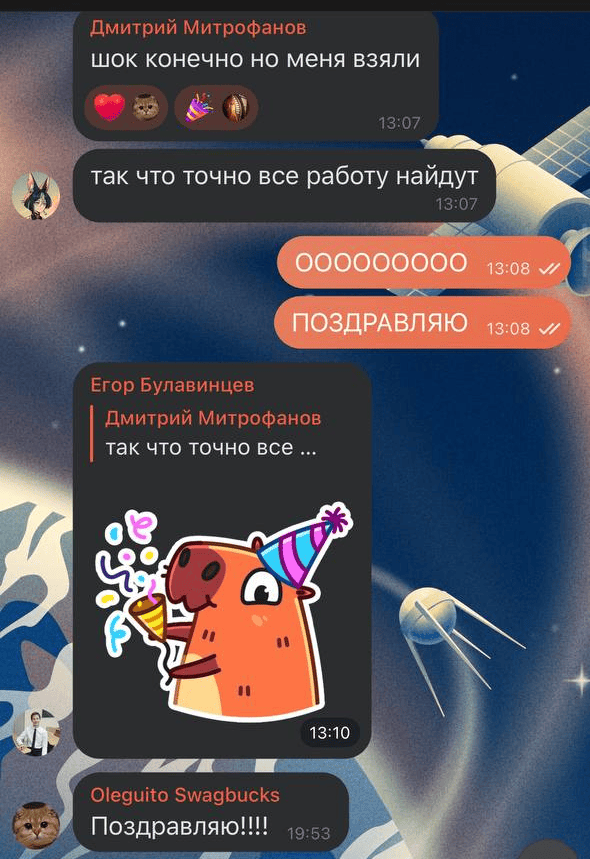 Дмитрий Митрофанов
шок конечно но меня взяли
13:07
так что точно все работу найдут
13:07
ООООООООО 13:08
ПОЗДРАВЛЯЮ 13:08
Егор Булавинцев
Дмитрий Митрофанов
так что точно все ...
13:10
Oleguito Swagbucks
Поздравляю!!!! 19:53